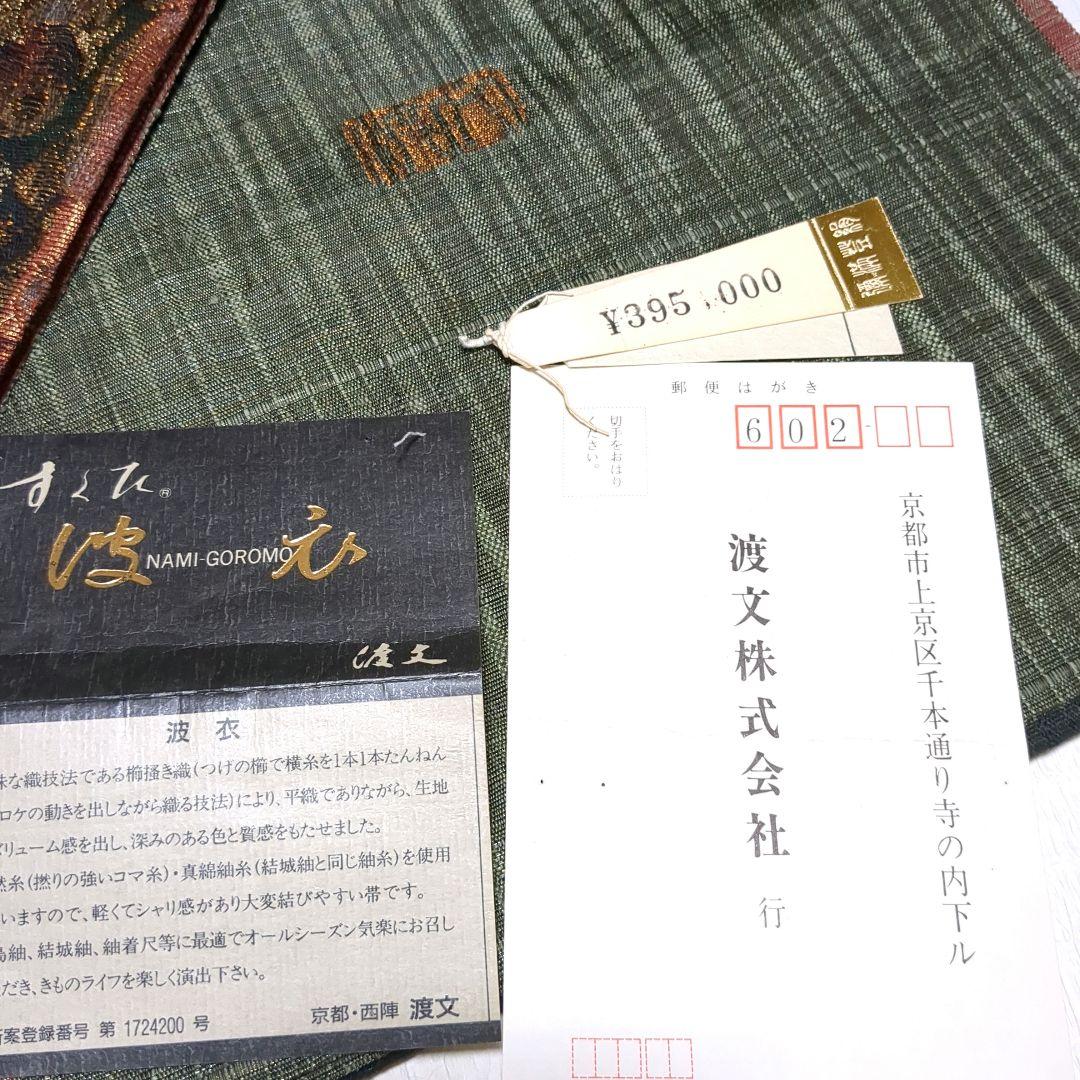 ¥395,000
郵便はがき
切手をおはり
ください。
602-
京都市上京区千本通り寺の内下ル
渡文株式会社 行
すくた®
波衣
NAMI-GOROMO
渡文
波衣
な織技法である櫛掻き織(つげの櫛で横糸を1本1本たんねん
ロケの動きを出しながら織る技法)により、平織でありながら、生地
リューム感を出し、深みのある色と質感をもたせました。
糸(撚りの強いコマ糸)・真綿紬糸(結城紬と同じ紬糸)を使用
いますので、軽くてシャリ感があり大変結びやすい帯です。
島紬、結城紬、紬着尺等に最適でオールシーズン気楽にお召し
だき、きものライフを楽しく演出下さい。
案登録番号 第 1724200 号
京都・西陣 渡文